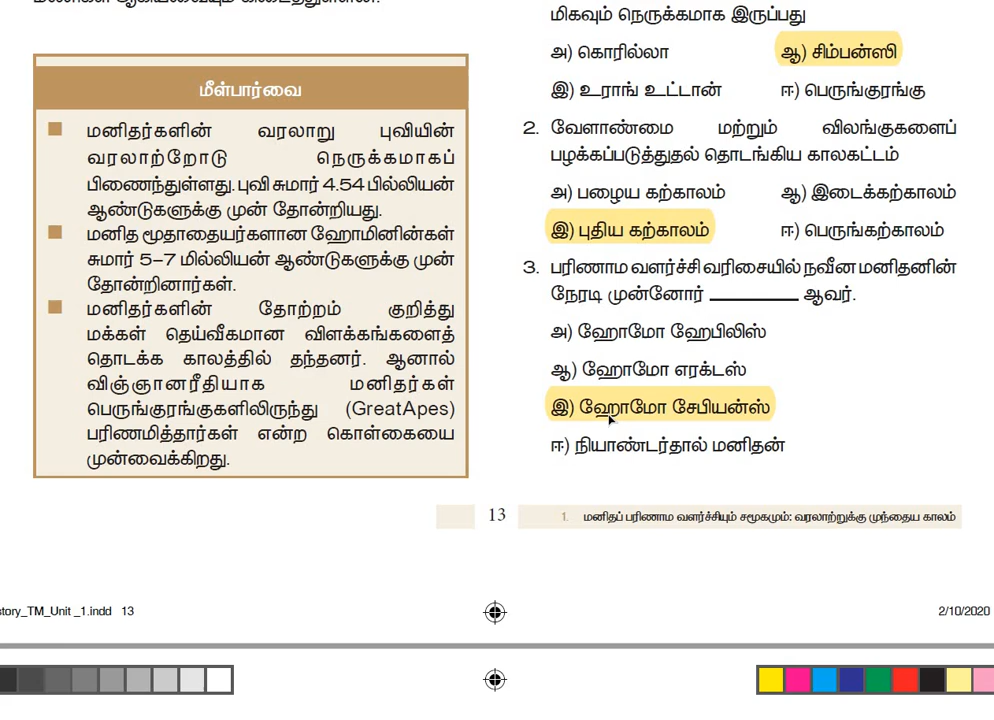 மீள்பார்வை
மனிதர்களின் வரலாறு புவியின்
வரலாற்றோடு நெருக்கமாகப்
பிணைந்துள்ளது. புவி சுமார் 4.54 பில்லியன்
ஆண்டுகளுக்கு முன் தோன்றியது.
மனித மூதாதையர்களான ஹோமினின்கள்
சுமார் 5–7 மில்லியன் ஆண்டுகளுக்கு முன்
தோன்றினார்கள்.
மனிதர்களின் தோற்றம் குறித்து
மக்கள் தெய்வீகமான விளக்கங்களைத்
தொடக்க காலத்தில் தந்தனர். ஆனால்
விஞ்ஞானரீதியாக மனிதர்கள்
பெருங்குரங்குகளிலிருந்து (GreatApes)
பரிணமித்தார்கள் என்ற கொள்கையை
முன்வைக்கிறது.
மிகவும் நெருக்கமாக இருப்பது
அ) கொரில்லா ஆ) சிம்பன்ஸி
இ) உராங் உட்டான் ஈ) பெருங்குரங்கு
2. வேளாண்மை மற்றும் விலங்குகளைப்
பழக்கப்படுத்துதல் தொடங்கிய காலகட்டம்
அ) பழைய கற்காலம் ஆ) இடைக்கற்காலம்
இ) புதிய கற்காலம் ஈ) பெருங்கற்காலம்
3. பரிணாம வளர்ச்சி வரிசையில் நவீன மனிதனின்
நேரடி முன்னோர் ________ ஆவர்.
அ) ஹோமோ ஹேபிலிஸ்
ஆ) ஹோமோ எரக்டஸ்
இ) ஹோமோ சேபியன்ஸ்
ஈ) நியாண்டர்தால் மனிதன்
13 1. மனிதப் பரிணாம வளர்ச்சியும் சமூகமும்: வரலாற்றுக்கு முந்தைய காலம்
story_TM_Unit _1.indd 13 2/10/2020